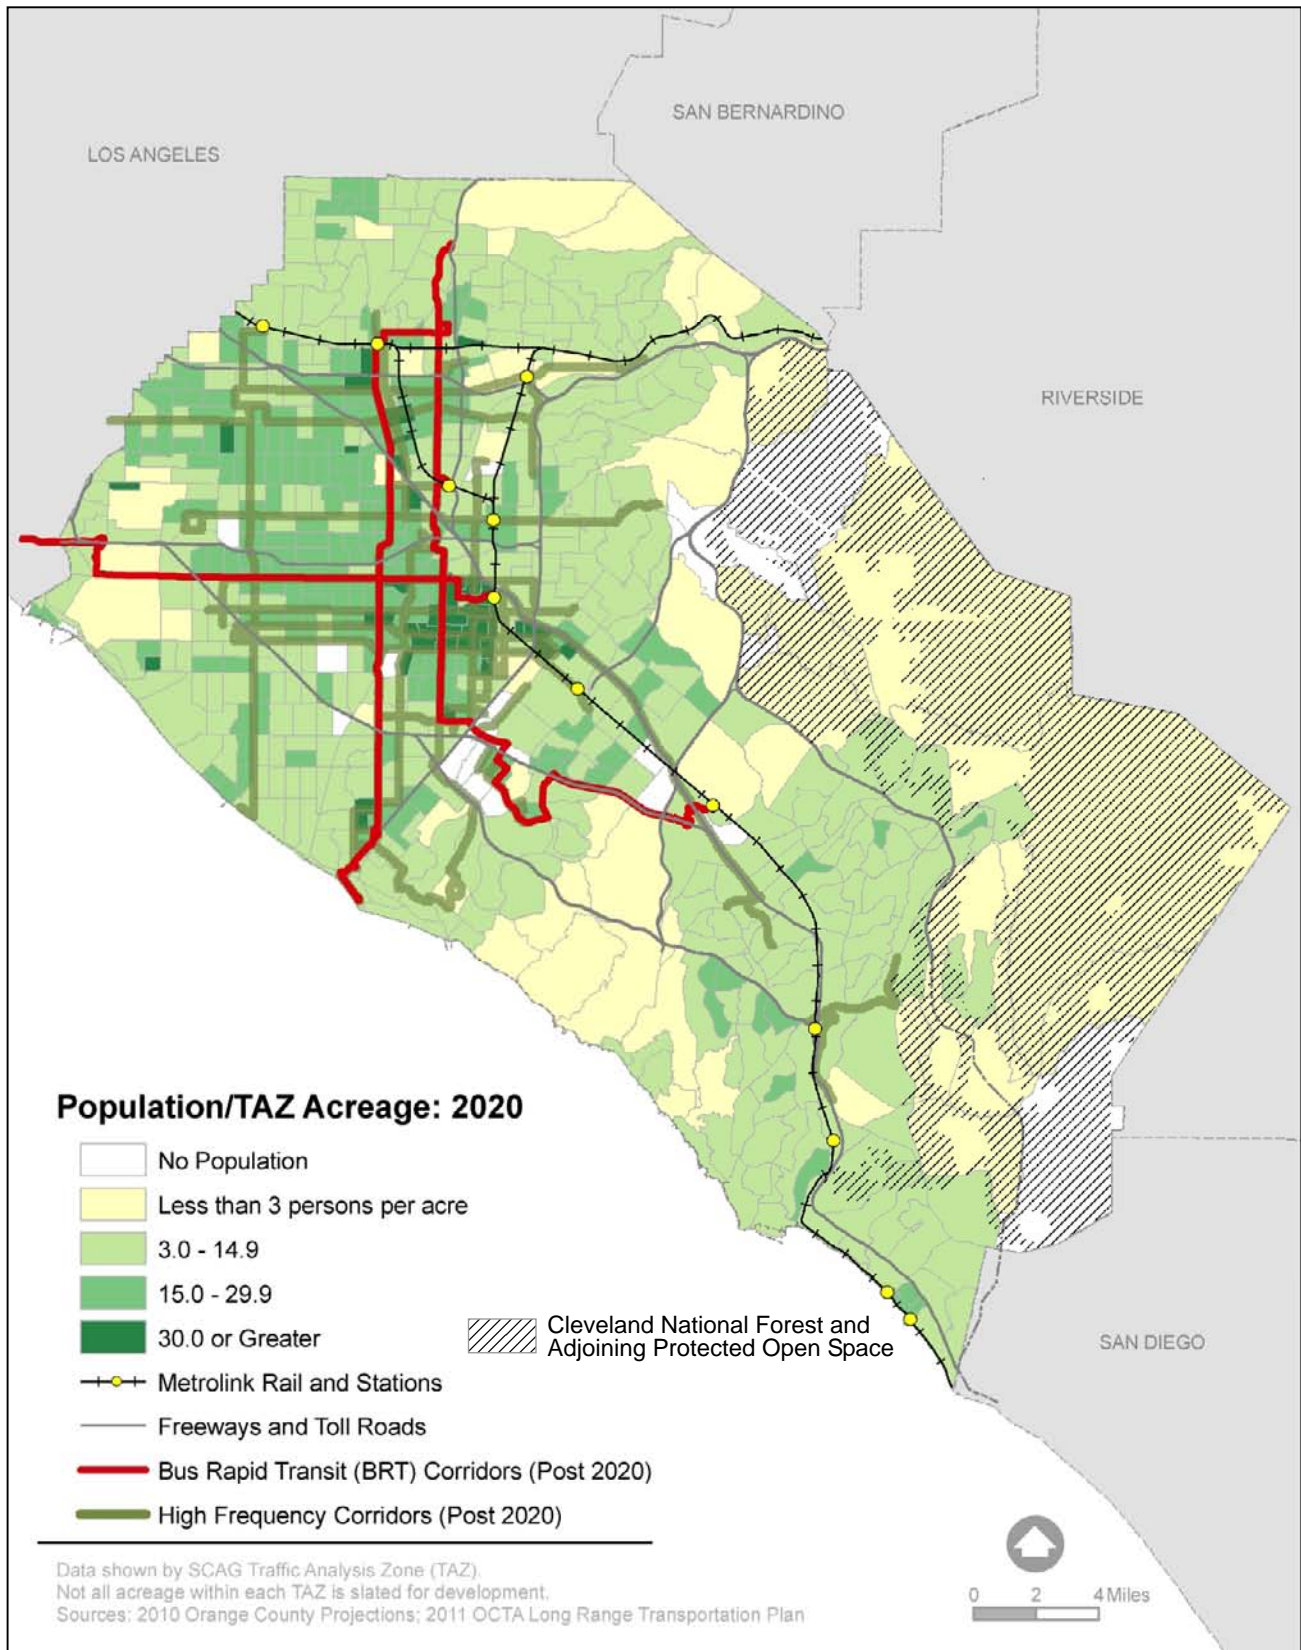 SAN BERNARDINO
LOS ANGELES
RIVERSIDE
Population/TAZ Acreage: 2020
No Population
Less than 3 persons per acre
3.0 - 14.9
15.0 - 29.9
30.0 or Greater
Cleveland National Forest and
Adjoining Protected Open Space
SAN DIEGO
Metrolink Rail and Stations
Freeways and Toll Roads
Bus Rapid Transit (BRT) Corridors (Post 2020)
High Frequency Corridors (Post 2020)
Data shown by SCAG Traffic Analysis Zone (TAZ).
Not all acreage within each TAZ is slated for development.
Sources: 2010 Orange County Projections; 2011 OCTA Long Range Transportation Plan
0 2 4 Miles